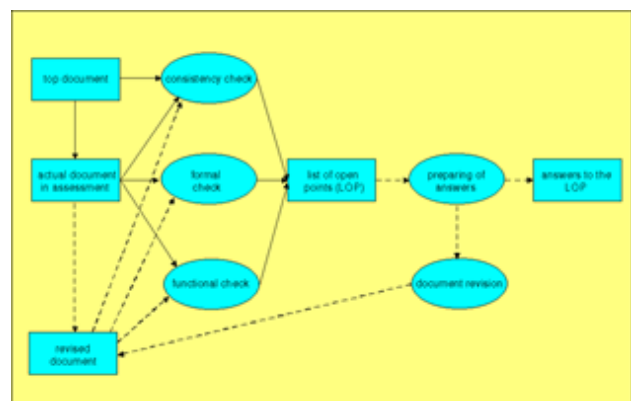 top document
consistency check
actual document
in assessment
formal
check
list of open
points (LOP)
preparing of
answers
answers to the
LOP
functional check
document revision
revised
document